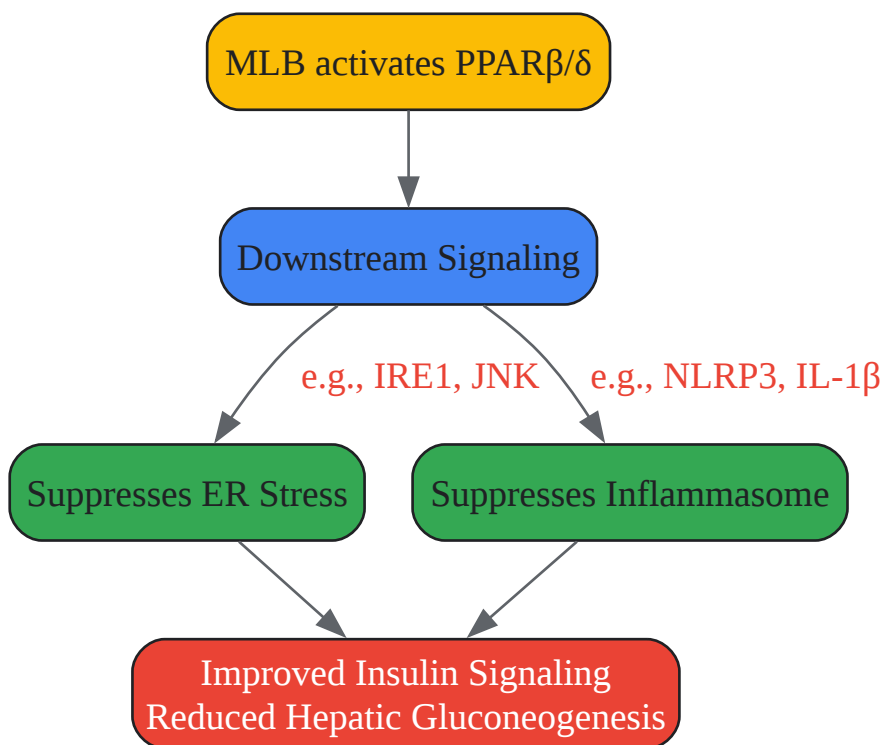 MLB activates PPARβ/δ
Downstream Signaling
e.g., IRE1, JNK
e.g., NLRP3, IL-1β
Suppresses ER Stress
Suppresses Inflammasome
Improved Insulin Signaling
Reduced Hepatic Gluconeogenesis